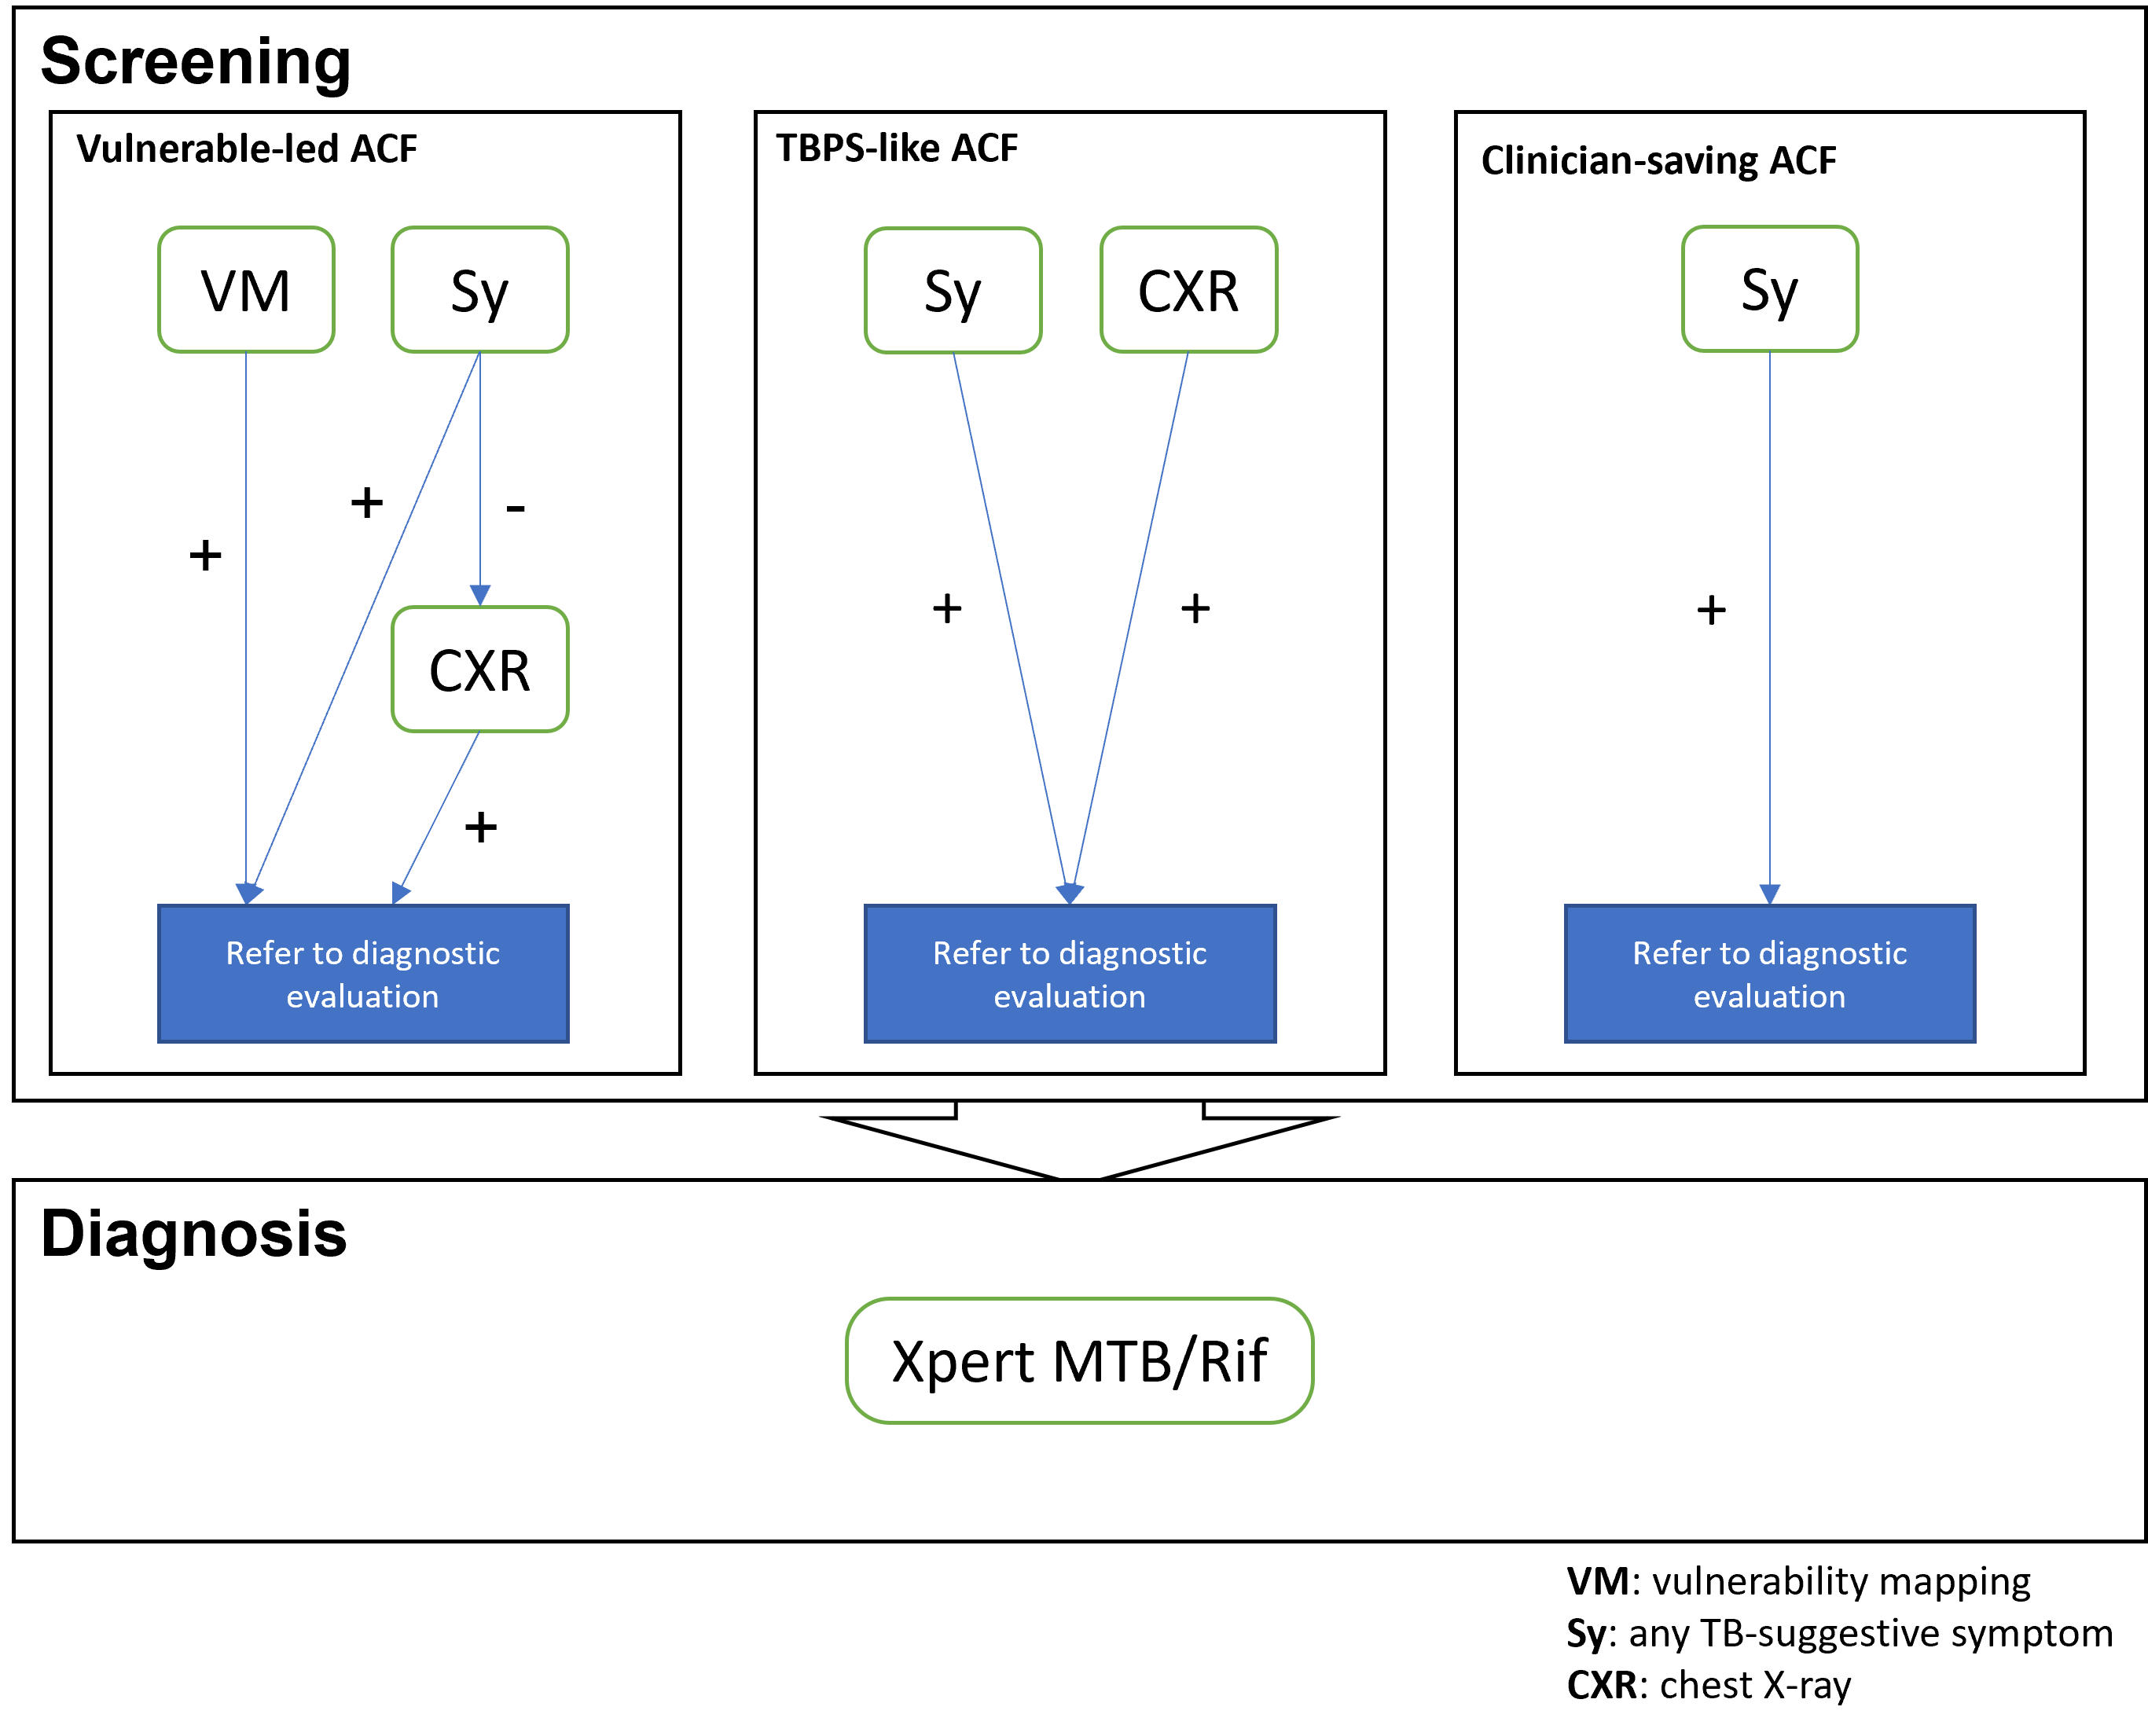 Screening
Vulnerable-led ACF
VM
Sy
+
+
-
CXR
+
Refer to diagnostic
evaluation
TBPS-like ACF
Sy
CXR
+
+
Refer to diagnostic
evaluation
Clinician-saving ACF
Sy
+
Refer to diagnostic
evaluation
Diagnosis
Xpert MTB/Rif
VM: vulnerability mapping
Sy: any TB-suggestive symptom
CXR: chest X-ray